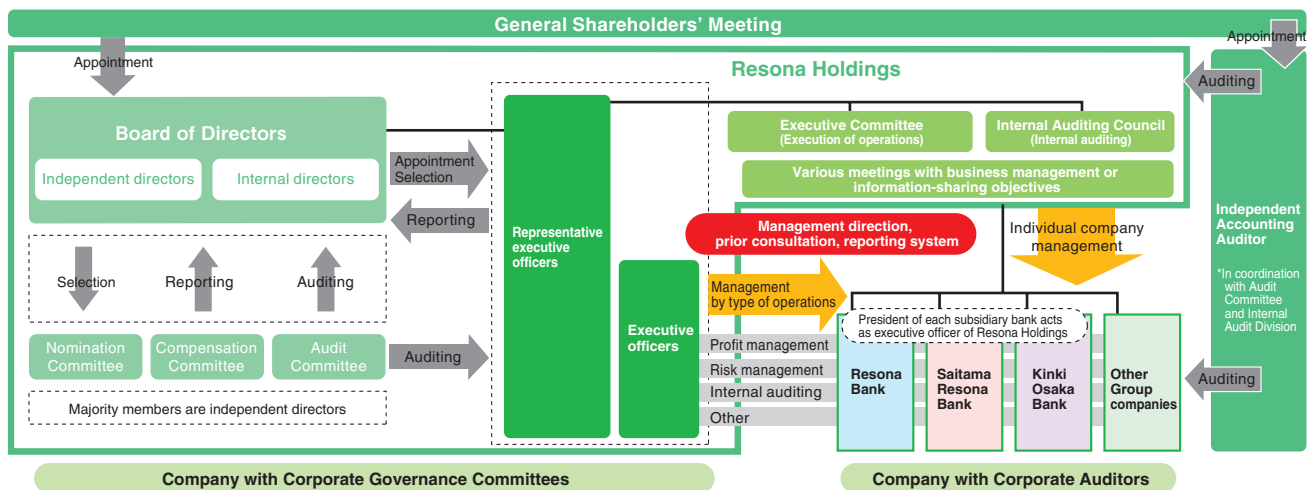 General Shareholders' Meeting
Appointment
Appointment
Resona Holdings
Auditing
Board of Directors
Independent directors
Internal directors
Appointment
Selection
Reporting
Selection
Reporting
Auditing
Nomination
Committee
Compensation
Committee
Audit
Committee
Auditing
Majority members are independent directors
Representative
executive
officers
Executive
officers
Executive Committee
(Execution of operations)
Internal Auditing Council
(Internal auditing)
Various meetings with business management or
information-sharing objectives
Management direction,
prior consultation, reporting system
Individual company
management
Management
by type of operations
President of each subsidiary bank acts
as executive officer of Resona Holdings
Profit management
Risk management
Internal auditing
Other
Resona
Bank
Saitama
Resona
Bank
Kinki
Osaka
Bank
Other
Group
companies
Independent
Accounting
Auditor
*In coordination
with Audit
Committee
and Internal
Audit Division
Auditing
Company with Corporate Governance Committees
Company with Corporate Auditors